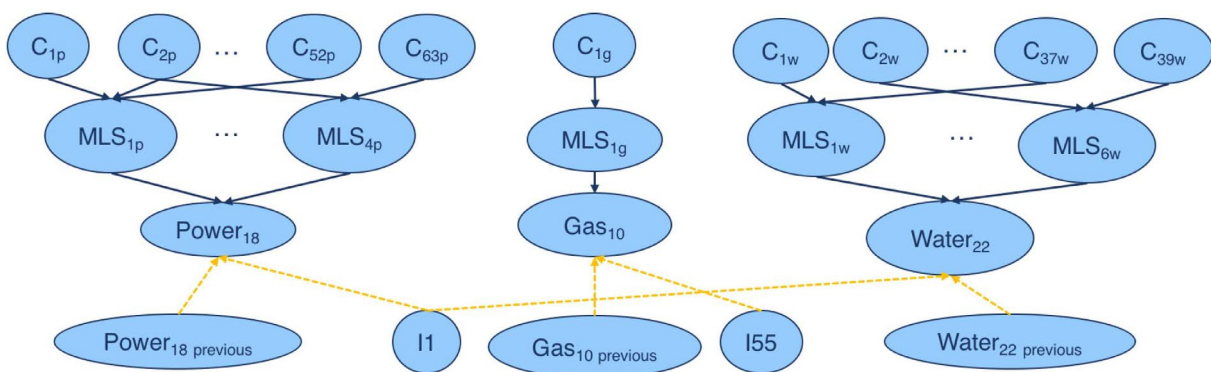 C1p C2p ... C52p C63p C1g C1w C2w ... C37w C39w
MLS1p ... MLS4p MLS1g MLS1w ... MLS6w
Power18 Gas10 Water22
Power18 previous I1 Gas10 previous I55 Water22 previous